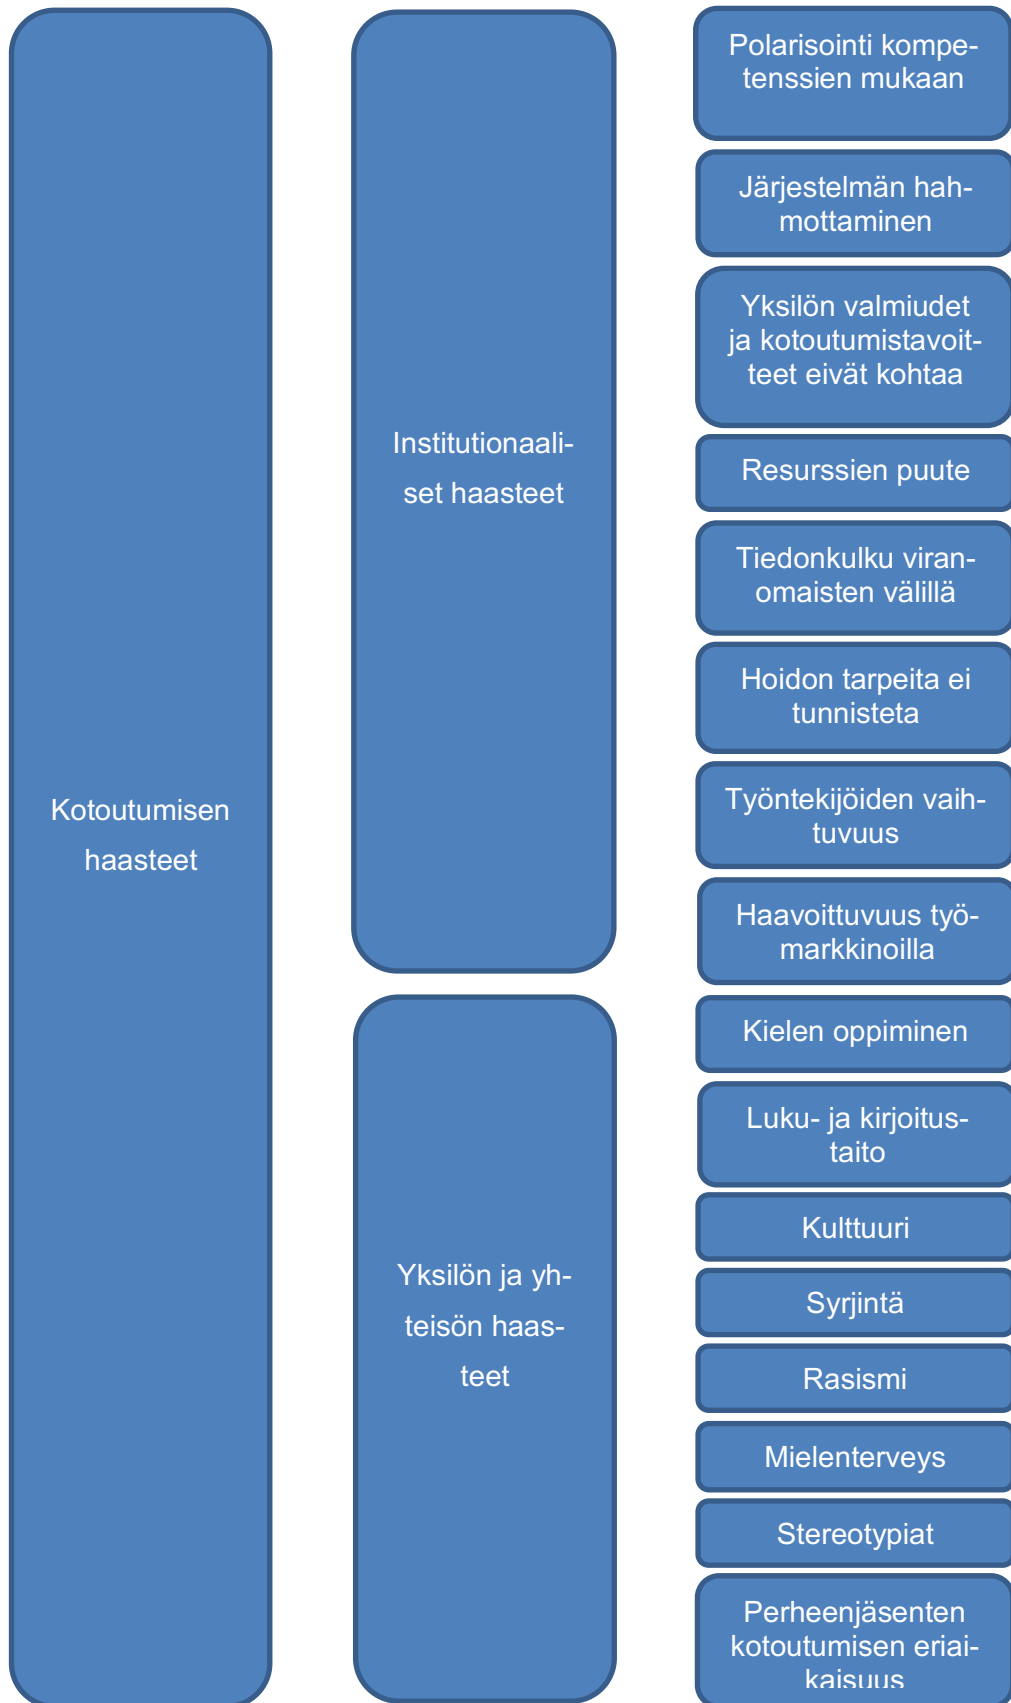 Kotoutumisen
haasteet
Institutionaali-
set haasteet
Polarisointi kompe-
tenssien mukaan
Järjestelmän hah-
mottaminen
Yksilön valmiudet
ja kotoutumistavoit-
teet eivät kohtaa
Resurssien puute
Tiedonkulku viran-
omaisten välillä
Hoidon tarpeita ei
tunnisteta
Työntekijöiden vaih-
tuvuus
Haavoittuvuus työ-
markkinoilla
Yksilön ja yh-
teisön haas-
teet
Kielen oppiminen
Luku- ja kirjoitus-
taito
Kulttuuri
Syrjintä
Rasismi
Mielenterveys
Stereotypiat
Perheenjäsenten
kotoutumisen eriai-
kaisuus